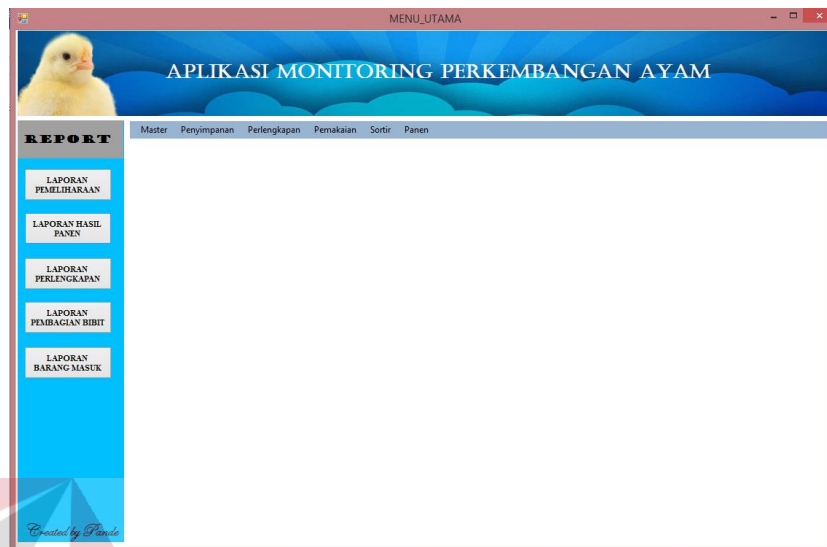 MENU_UTAMA
APLIKASI MONITORING PERKEMBANGAN AYAM
REPORT
Master Penyimpanan Perlengkapan Pemakaian Sortir Panen
LAPORAN
PEMELIHARAAN
LAPORAN HASIL
PANEN
LAPORAN
PERLENGKAPAN
LAPORAN
PEMBAGIAN BIBIT
LAPORAN
BARANG MASUK
Created by Pande